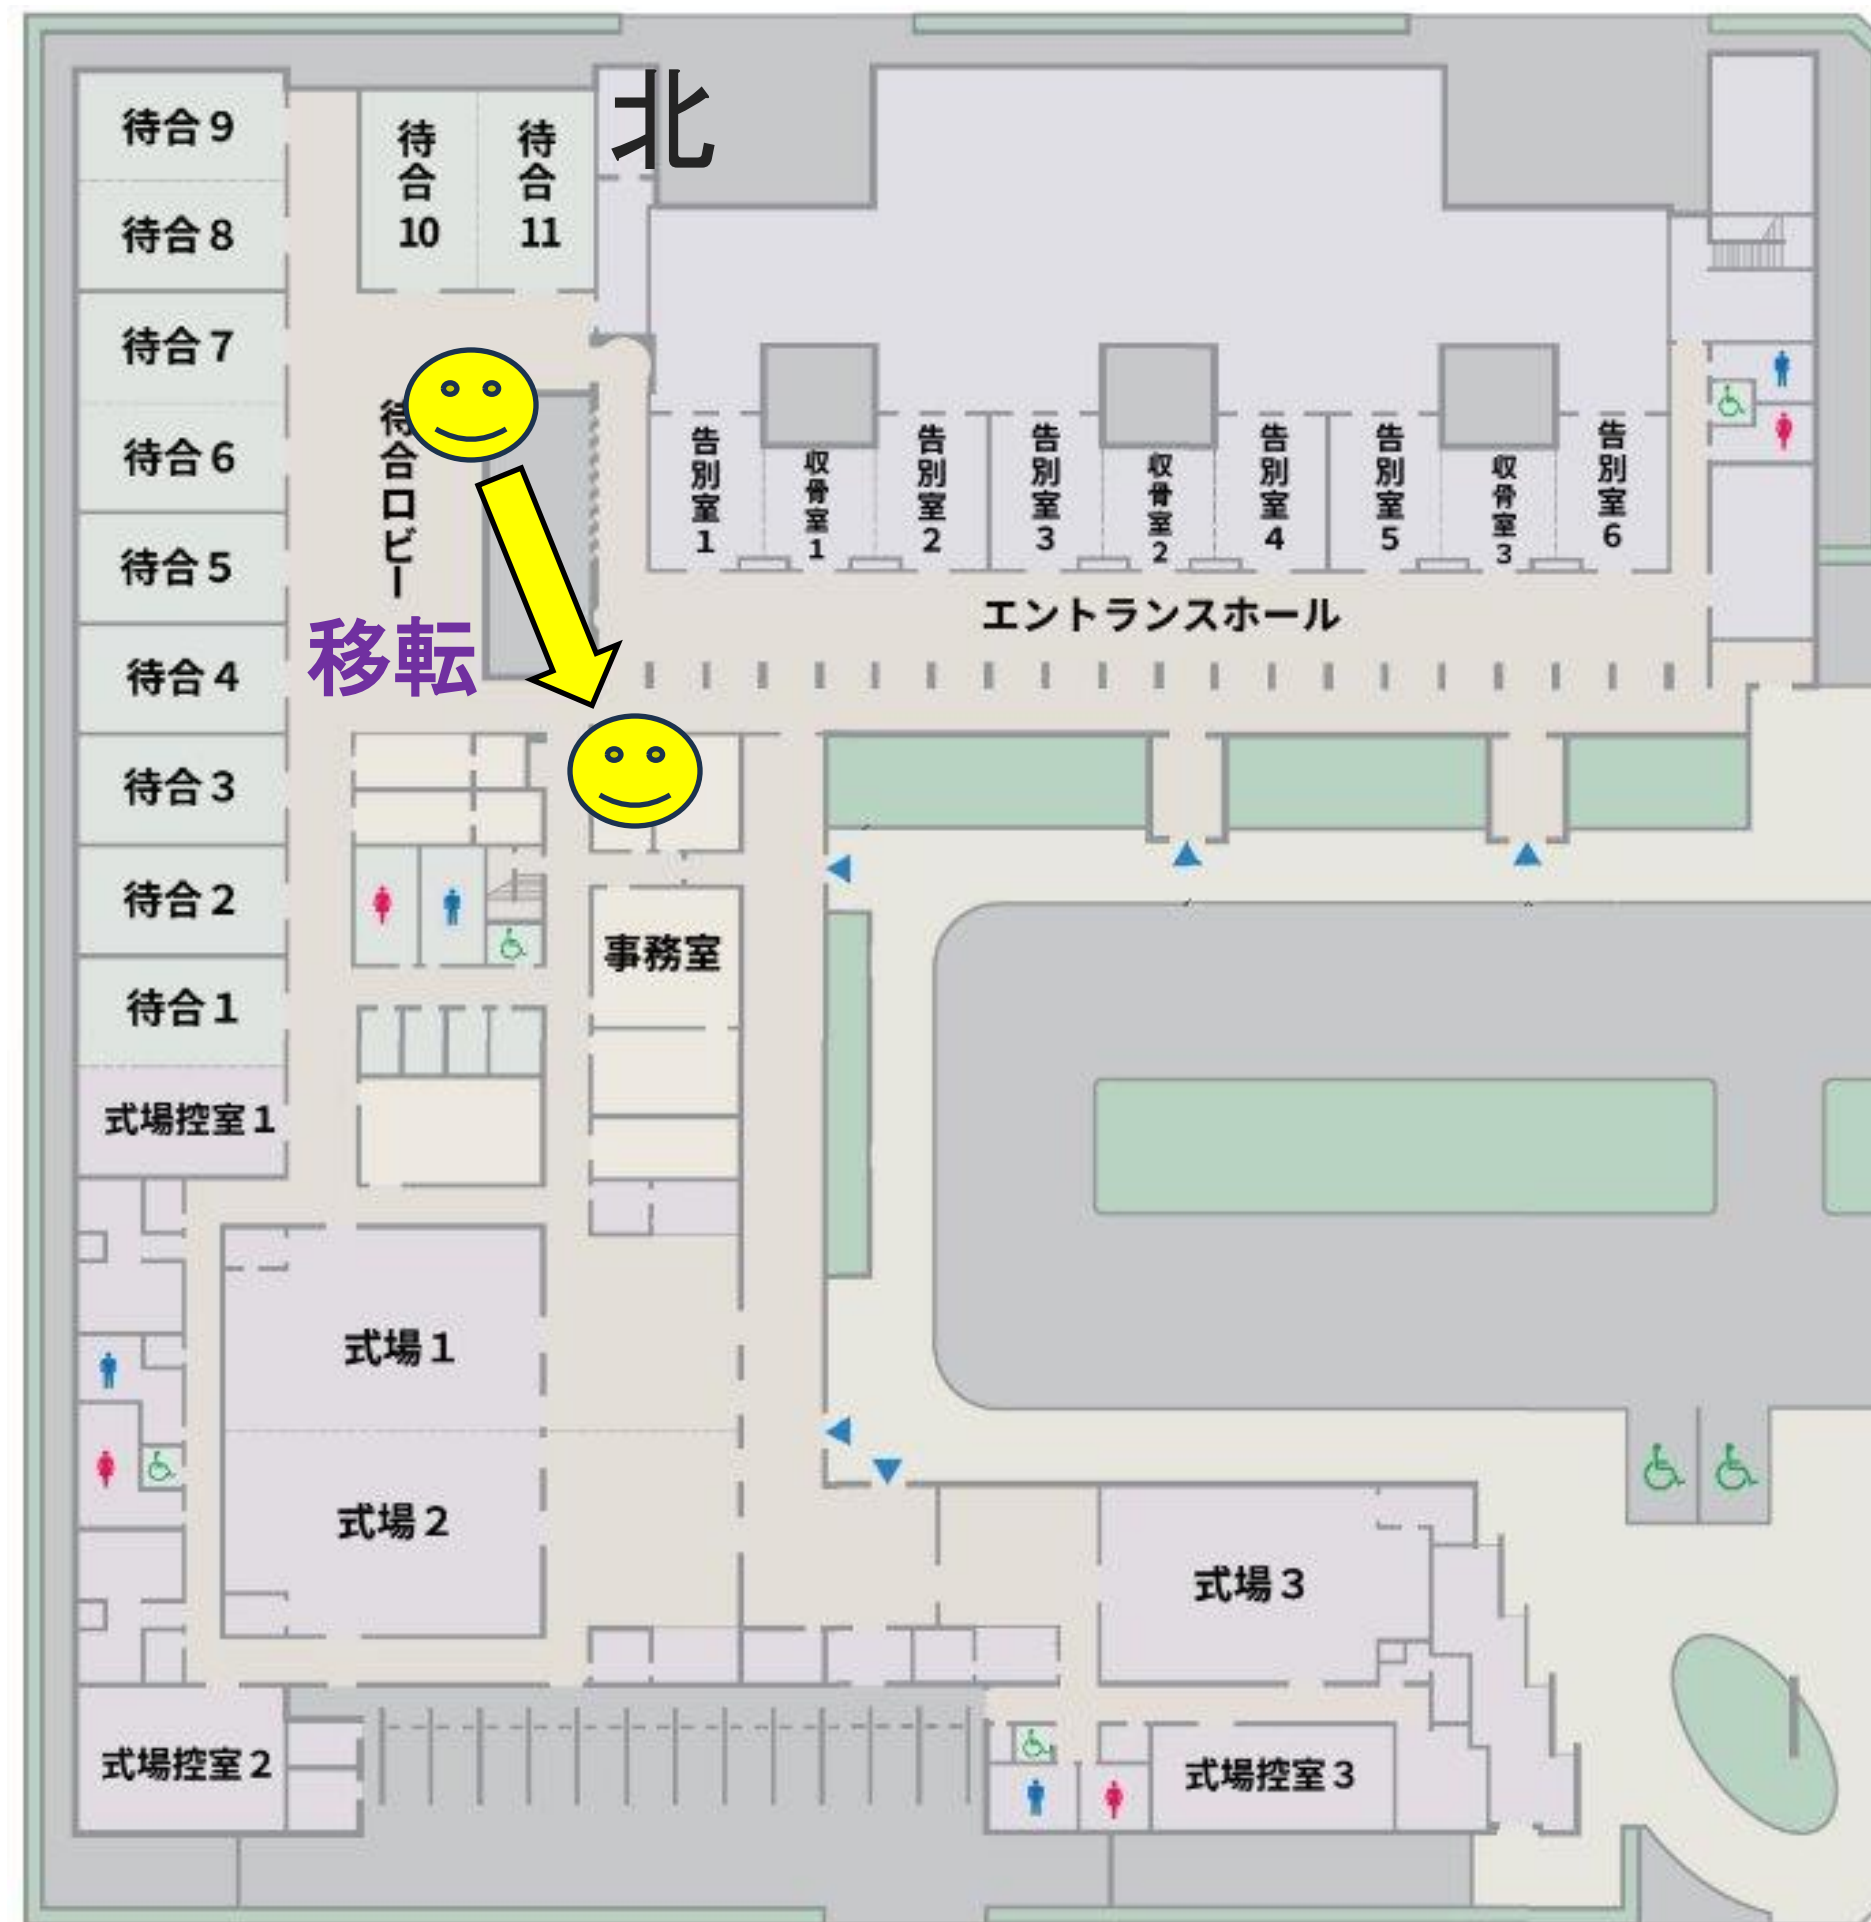 北
待合９
待合８
待合７
待合６
待合５
待合４
待合３
待合２
待合１
式場控室１
待合10
待合11
待合ロビー
移転
告別室１
収骨室１
告別室２
告別室３
収骨室２
告別室４
告別室５
収骨室３
告別室６
エントランスホール
事務室
式場１
式場２
式場３
式場控室２
式場控室３